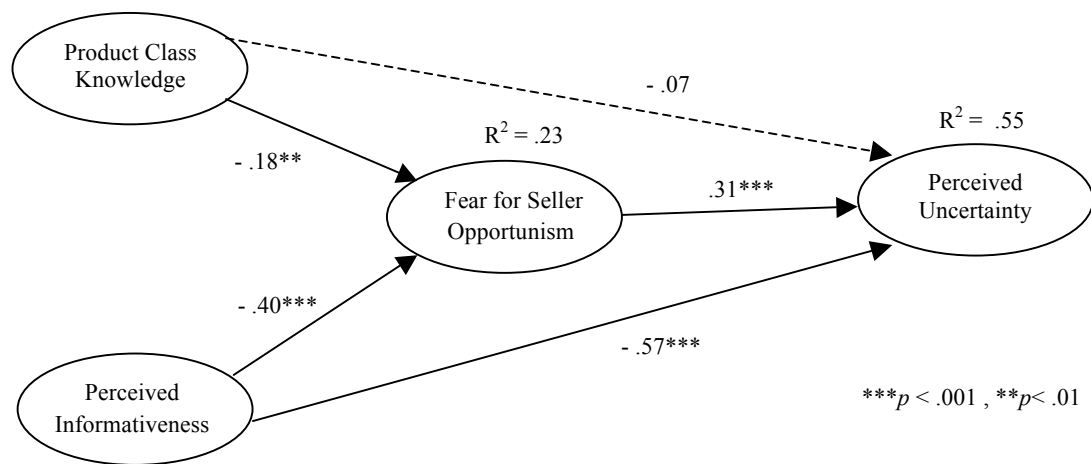 Product Class
Knowledge
- .07
R² = .23
R² = .55
- .18**
Fear for Seller
Opportunism
.31***
Perceived
Uncertainty
- .40***
- .57***
Perceived
Informativeness
***p < .001 , **p< .01